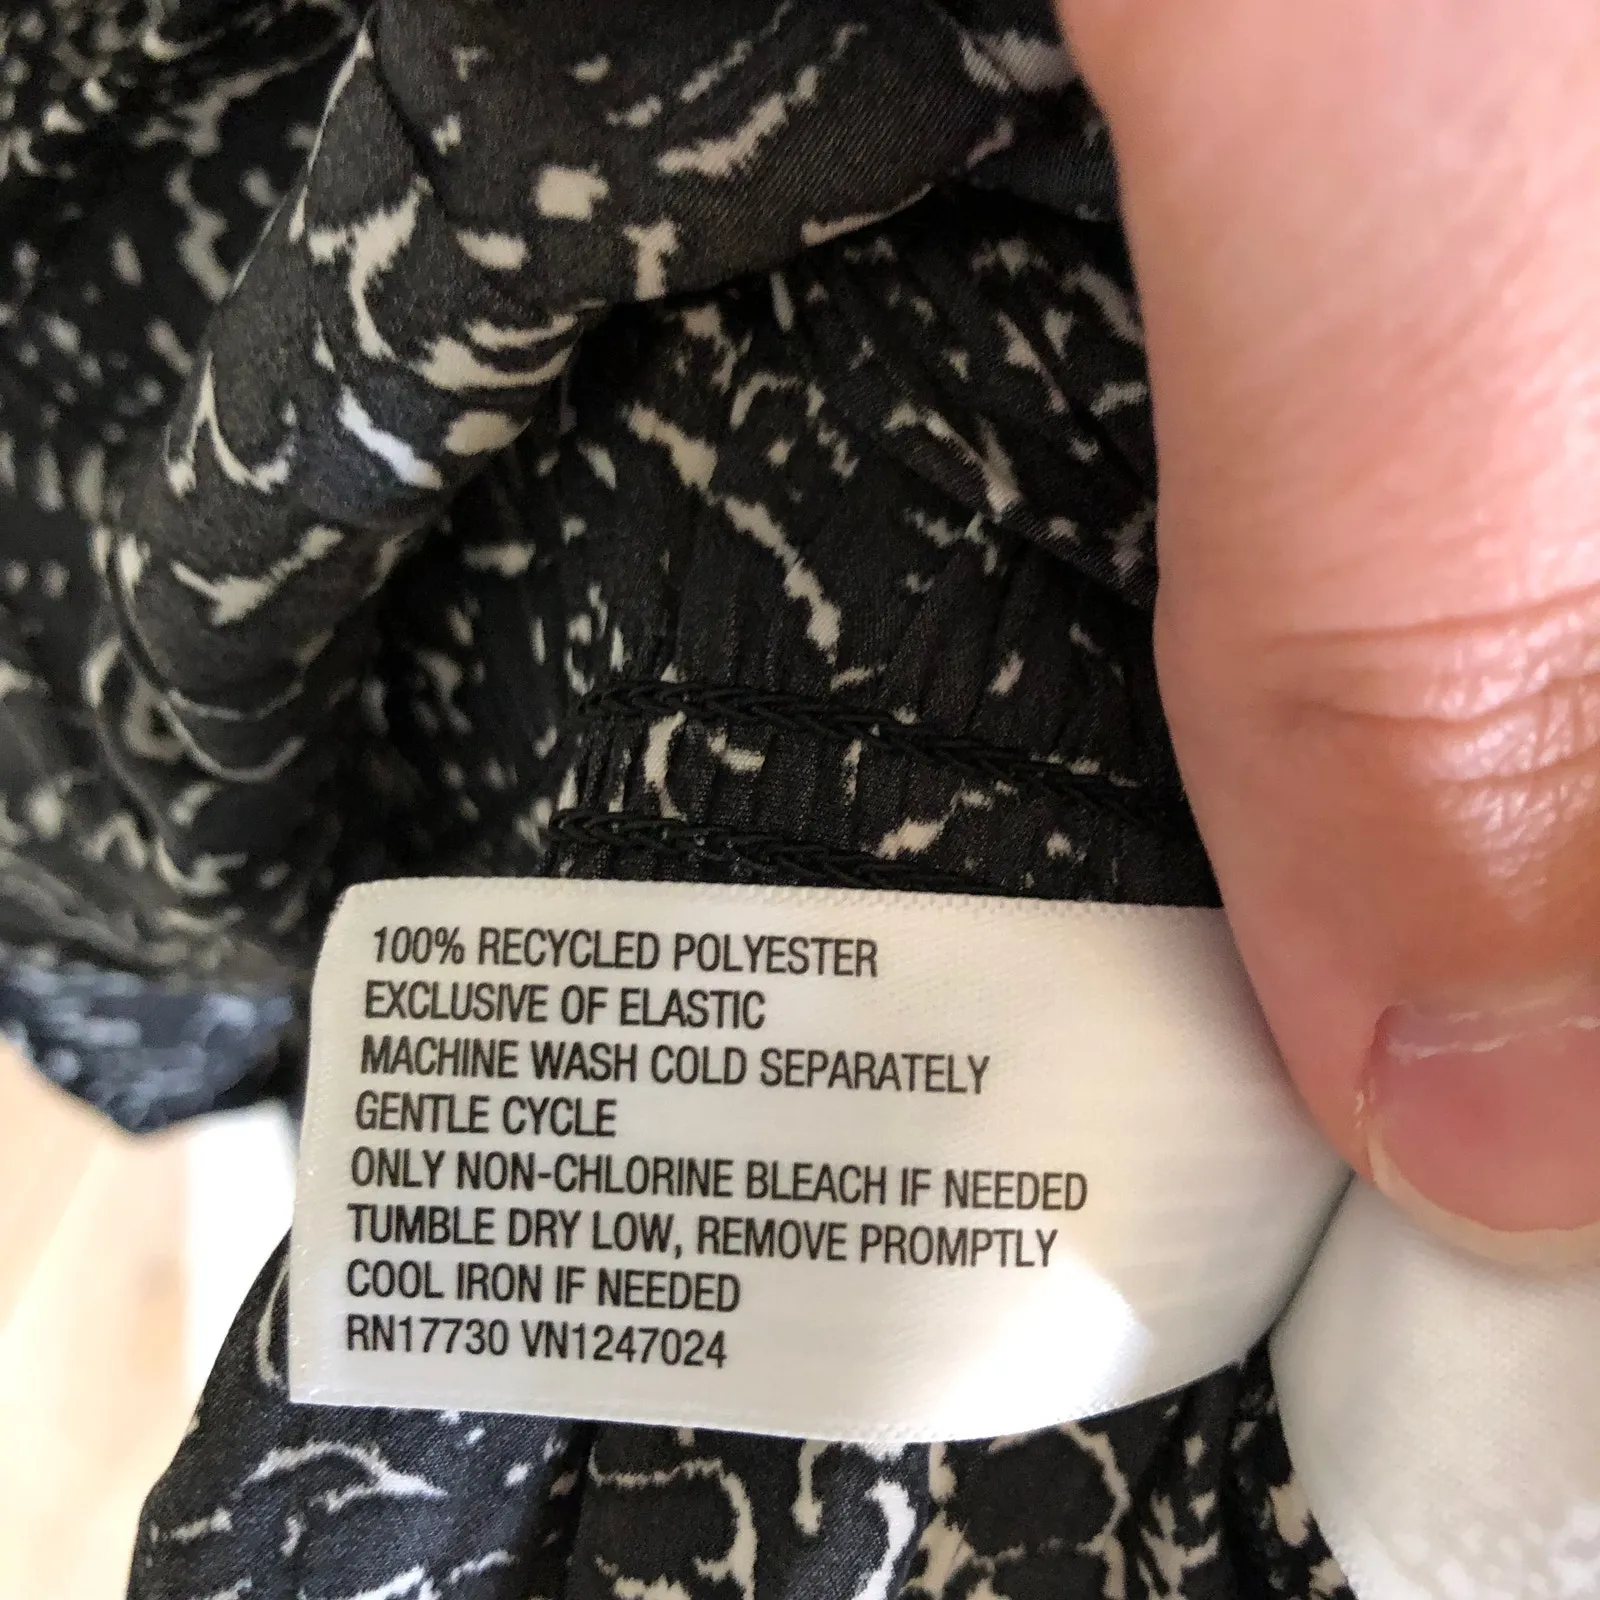 100% RECYCLED POLYESTER
EXCLUSIVE OF ELASTIC
MACHINE WASH COLD SEPARATELY
GENTLE CYCLE
ONLY NON-CHLORINE BLEACH IF NEEDED
TUMBLE DRY LOW, REMOVE PROMPTLY
COOL IRON IF NEEDED
RN17730 VN1247024